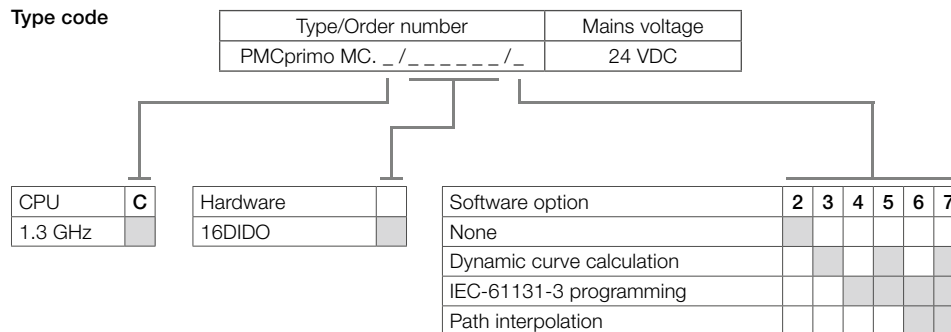 Type code
Type/Order number Mains voltage
PMCprimo MC. _ /_ _ _ _ _ _ /_ 24 VDC
CPU C Hardware Software option 2 3 4 5 6 7
1.3 GHz 16DIDO None
Dynamic curve calculation
IEC-61131-3 programming
Path interpolation